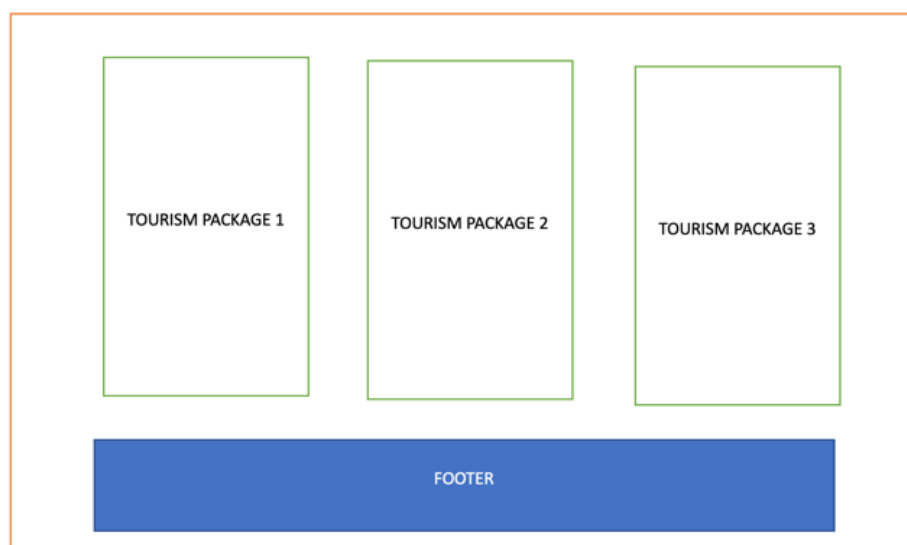 TOURISM PACKAGE 1
TOURISM PACKAGE 2
TOURISM PACKAGE 3
FOOTER